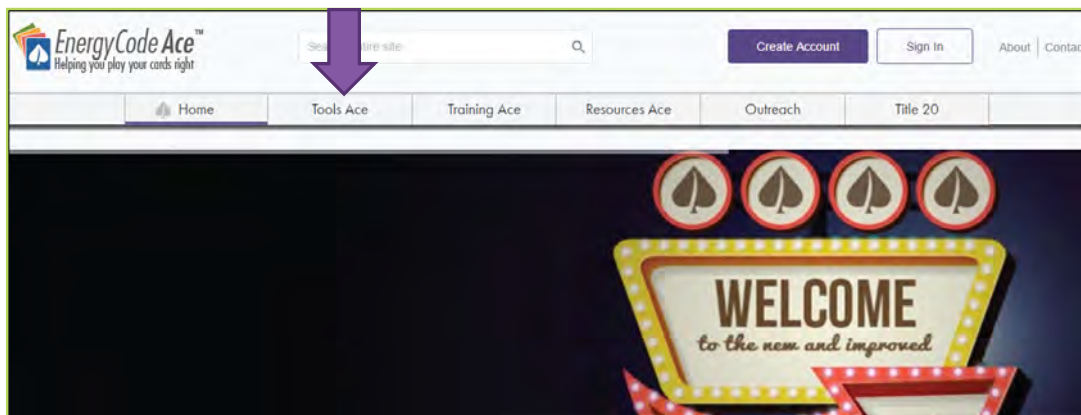 EnergyCode Ace™
Helping you play your cards right
Create Account
Sign In
About
Home
Tools Ace
Training Ace
Resources Ace
Outreach
Title 20
WELCOME
to the new and improved